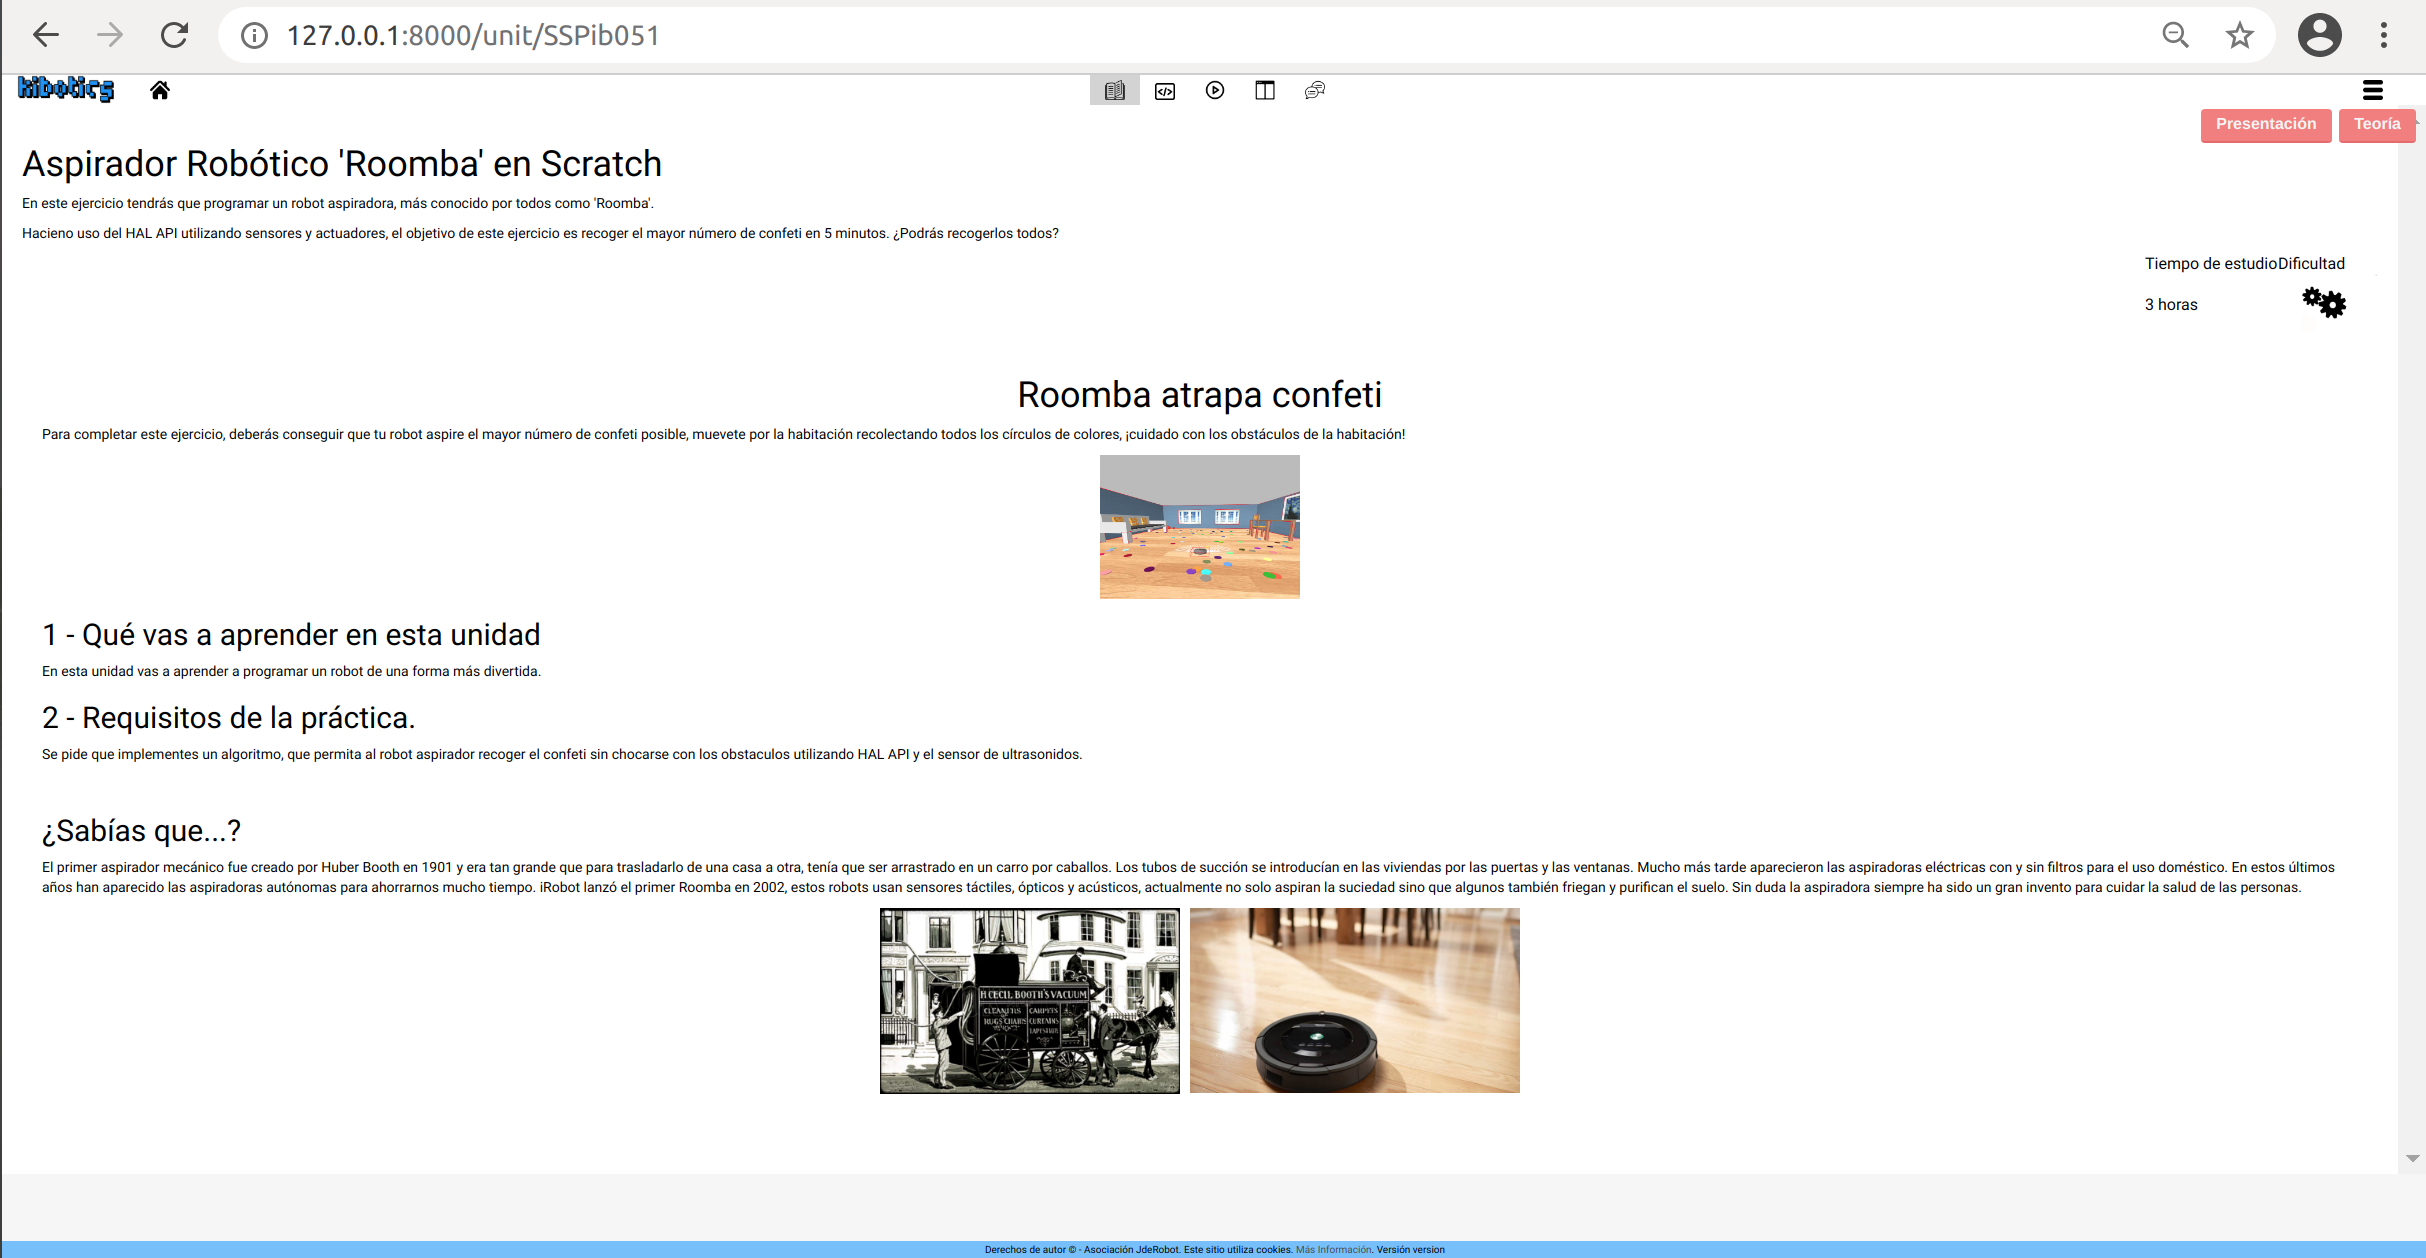 127.0.0.1:8000/unit/SSPib051
kibotics
Presentación Teoría
Aspirador Robótico 'Roomba' en Scratch
En este ejercicio tendrás que programar un robot aspiradora, más conocido por todos como 'Roomba'.
Hacieno uso del HAL API utilizando sensores y actuadores, el objetivo de este ejercicio es recoger el mayor número de confeti en 5 minutos. ¿Podrás recogerlos todos?
Tiempo de estudio Dificultad
3 horas
Roomba atrapa confeti
Para completar este ejercicio, deberás conseguir que tu robot aspire el mayor número de confeti posible, muevete por la habitación recolectando todos los círculos de colores, ¡cuidado con los obstáculos de la habitación!
1 - Qué vas a aprender en esta unidad
En esta unidad vas a aprender a programar un robot de una forma más divertida.
2 - Requisitos de la práctica.
Se pide que implementes un algoritmo, que permita al robot aspirador recoger el confeti sin chocarse con los obstaculos utilizando HAL API y el sensor de ultrasonidos.
¿Sabías que...?
El primer aspirador mecánico fue creado por Huber Booth en 1901 y era tan grande que para trasladarlo de una casa a otra, tenía que ser arrastrado en un carro por caballos. Los tubos de succión se introducían en las viviendas por las puertas y las ventanas. Mucho más tarde aparecieron las aspiradoras eléctricas con y sin filtros para el uso doméstico. En estos últimos
años han aparecido las aspiradoras autónomas para ahorrarnos mucho tiempo. iRobot lanzó el primer Roomba en 2002, estos robots usan sensores táctiles, ópticos y acústicos, actualmente no solo aspiran la suciedad sino que algunos también friegan y purifican el suelo. Sin duda la aspiradora siempre ha sido un gran invento para cuidar la salud de las personas.
H CECIL BOOTH'S VACUUM
RUGS CHAIRS CURTAINS
Derechos de autor © - Asociación JdeRobot. Este sitio utiliza cookies. Más Información. Versión version